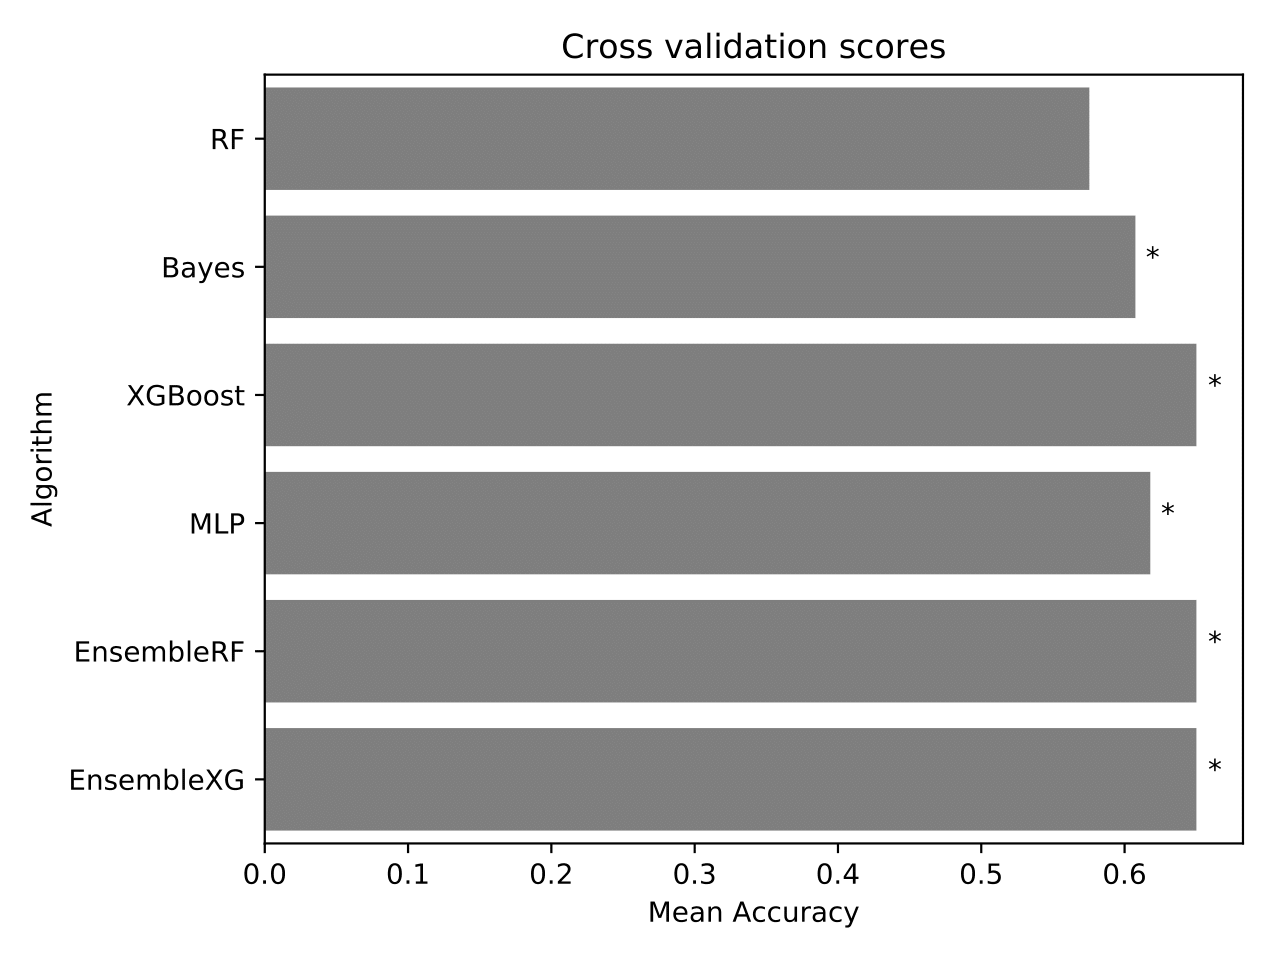 Cross validation scores
RF
Bayes *
XGBoost *
MLP *
EnsembleRF *
EnsembleXG *
Algorithm
0.0 0.1 0.2 0.3 0.4 0.5 0.6
Mean Accuracy